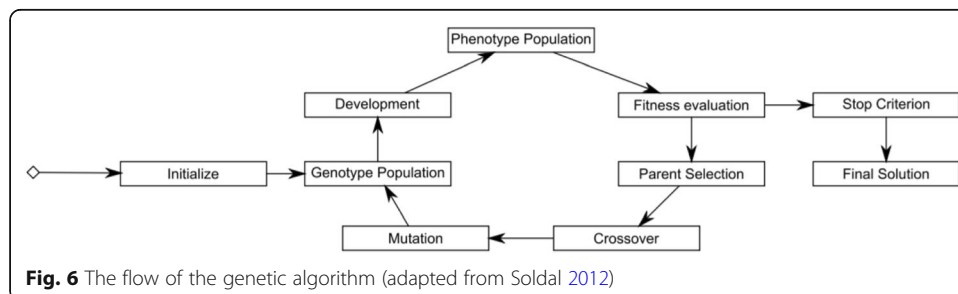 Phenotype Population
Development
Fitness evaluation
Stop Criterion
Initialize
Genotype Population
Parent Selection
Final Solution
Mutation
Crossover
Fig. 6 The flow of the genetic algorithm (adapted from Soldal 2012)